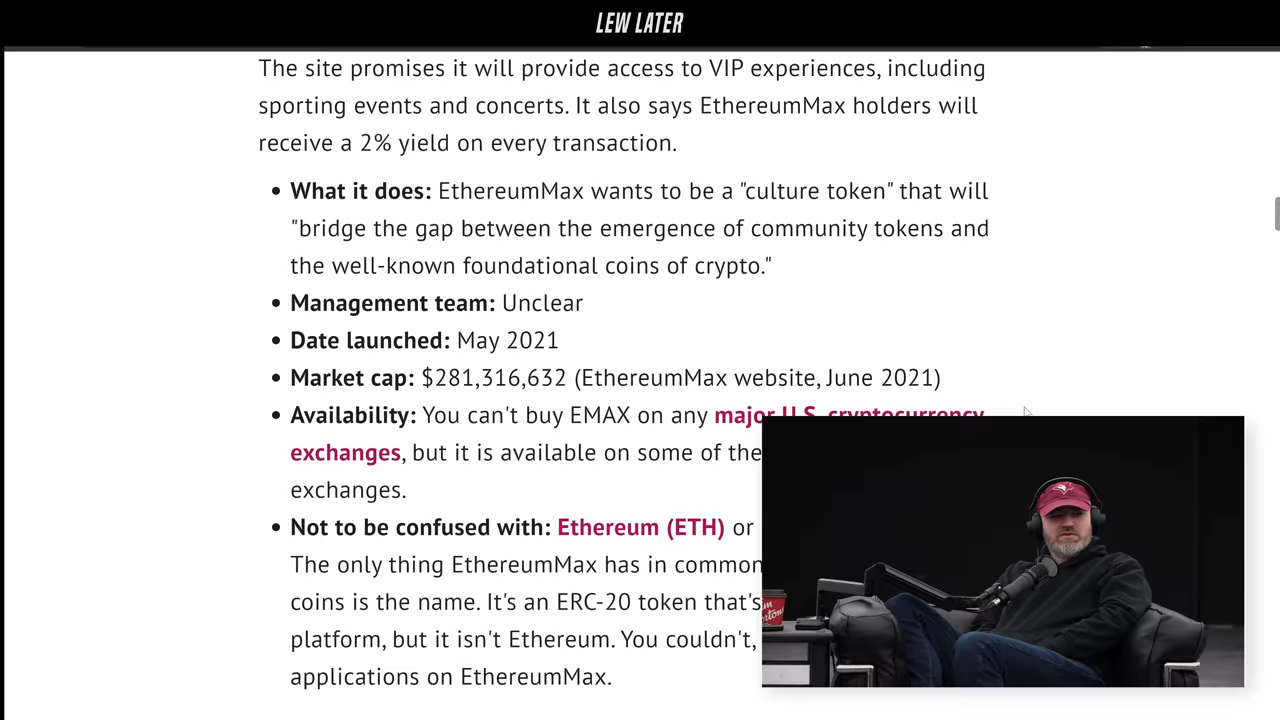 LEW LATER
The site promises it will provide access to VIP experiences, including
sporting events and concerts. It also says EthereumMax holders will
receive a 2% yield on every transaction.
• What it does: EthereumMax wants to be a "culture token" that will
"bridge the gap between the emergence of community tokens and
the well-known foundational coins of crypto."
• Management team: Unclear
• Date launched: May 2021
• Market cap: $281,316,632 (EthereumMax website, June 2021)
• Availability: You can't buy EMAX on any major U.S. cryptocurrency
exchanges, but it is available on some of the
exchanges.
• Not to be confused with: Ethereum (ETH) or
The only thing EthereumMax has in common
coins is the name. It's an ERC-20 token that's
platform, but it isn't Ethereum. You couldn't,
applications on EthereumMax.